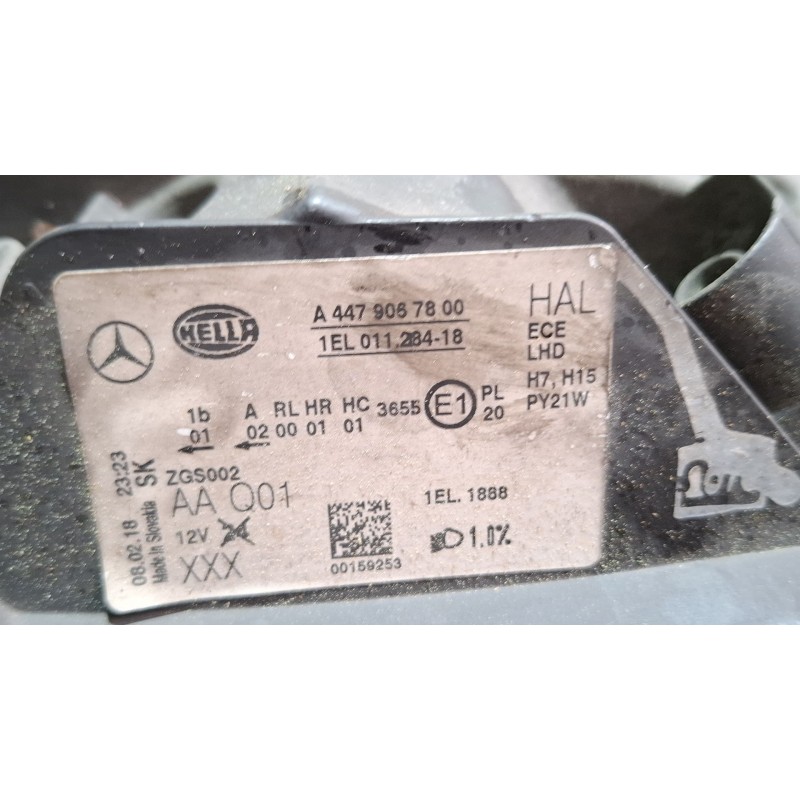 HELLA
A 447 906 78 00
1EL 011.284-18
HAL
ECE
LHD
H7, H15
PY21W
1b A RL HR HC 3655 E1 PL
01 02 00 01 01 20
ZGS002
AA Q01
12V
XXX
08.02.18 23:23
Made in Slovakia SK
00159253
1EL.1868
1.0%